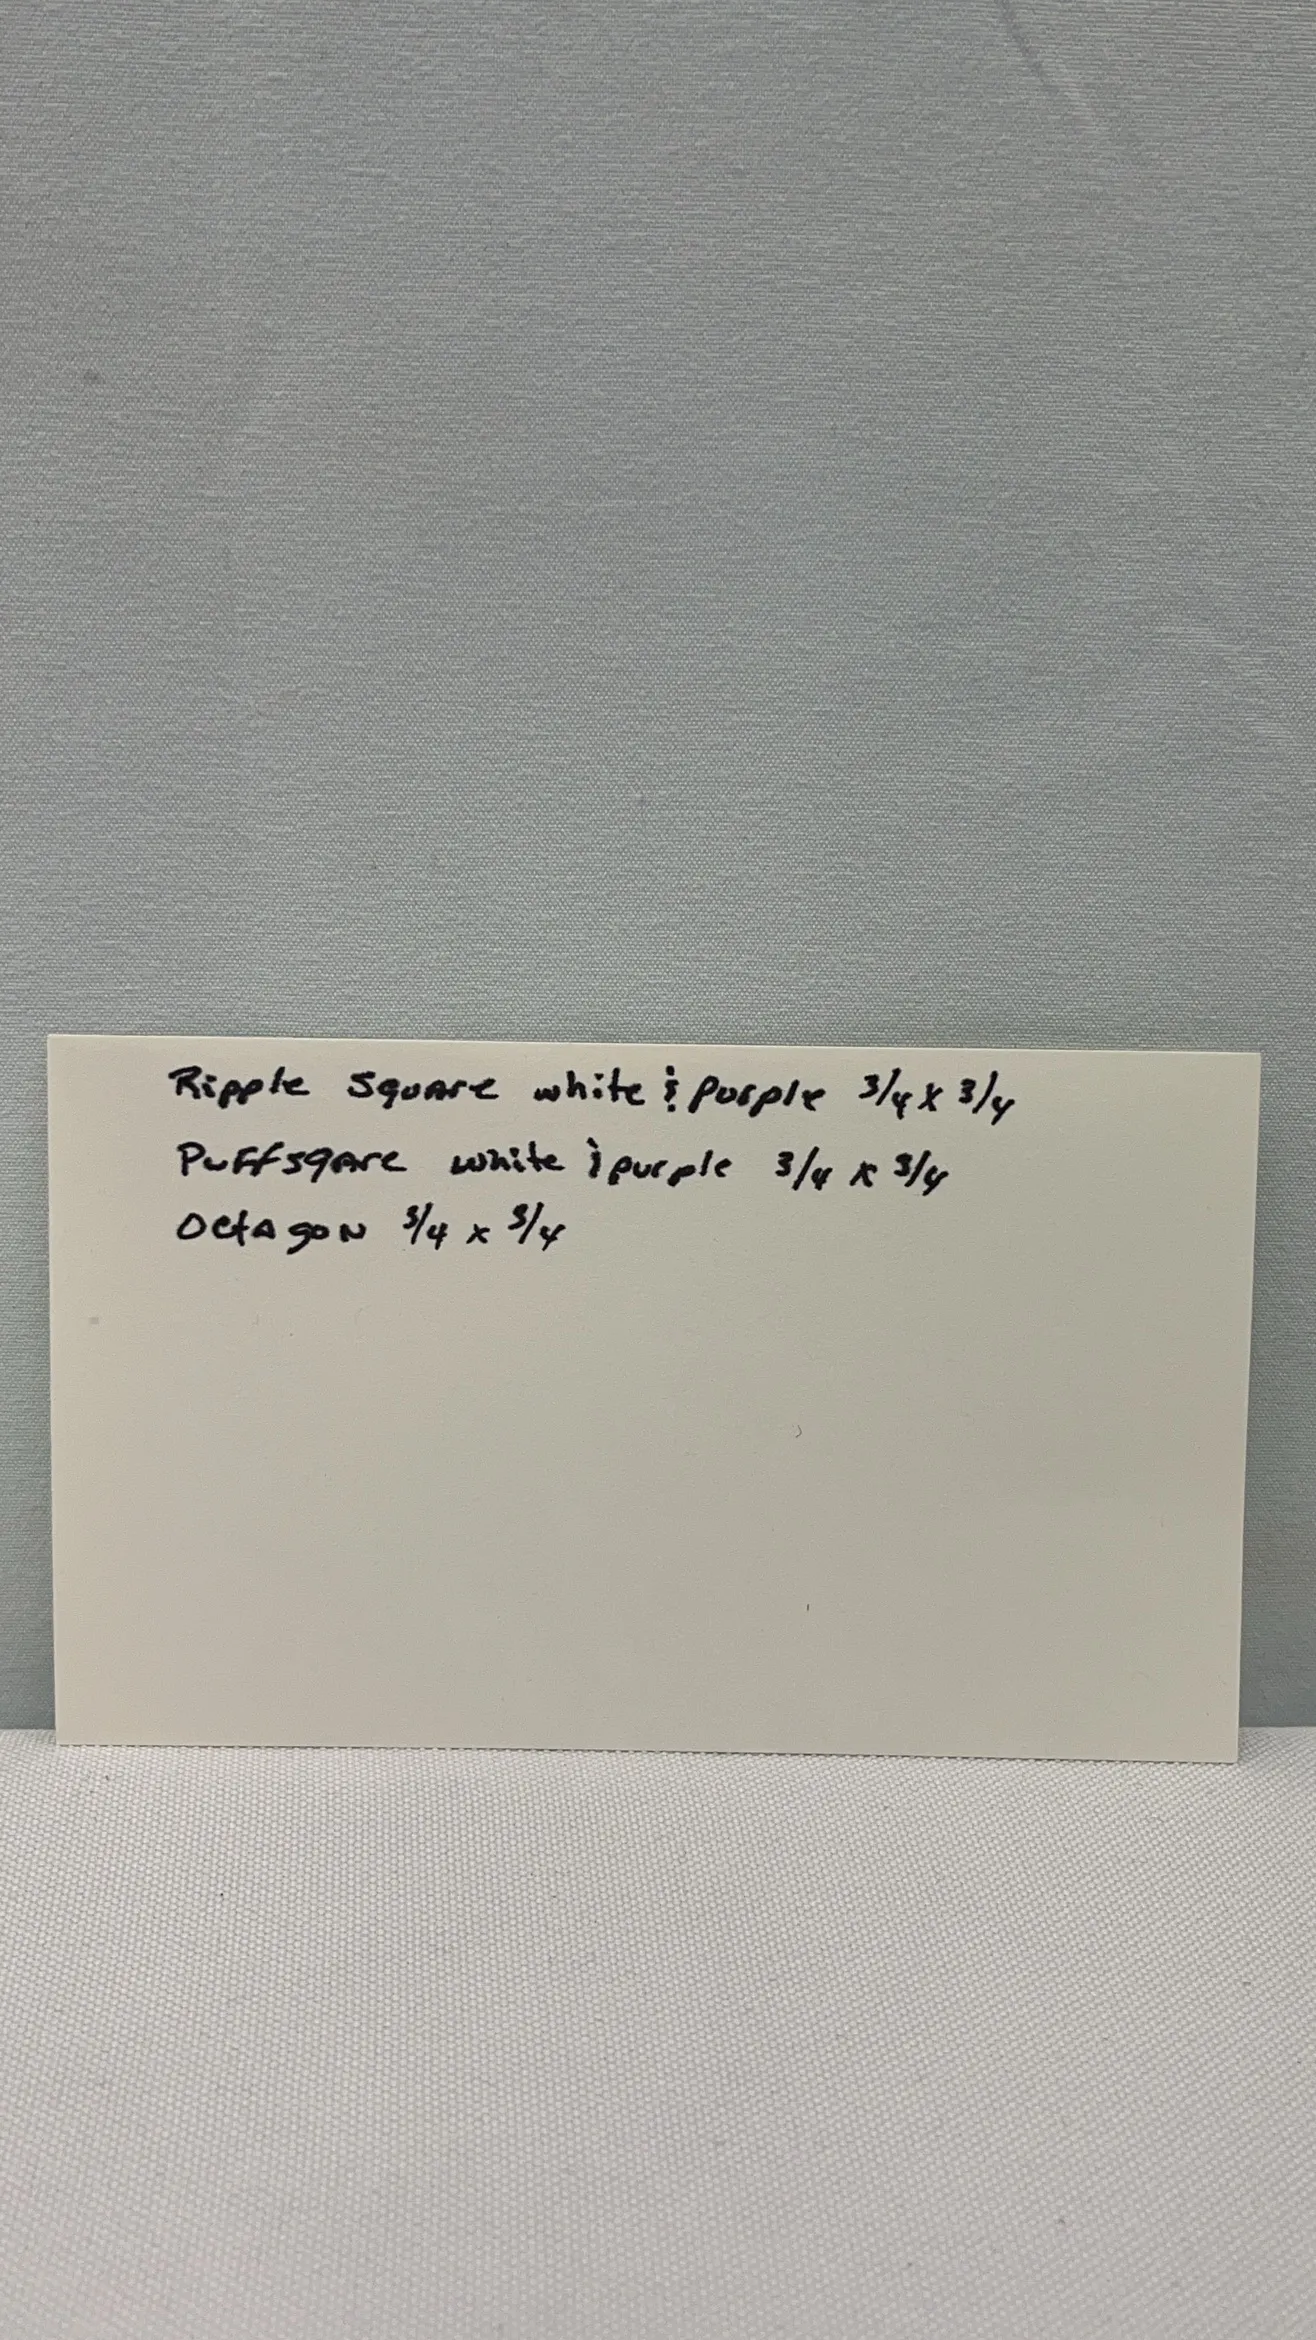 Ripple Square white & purple 3/4 x 3/4
Puffsqare white & purple 3/4 x 3/4
Octagon 3/4 x 3/4